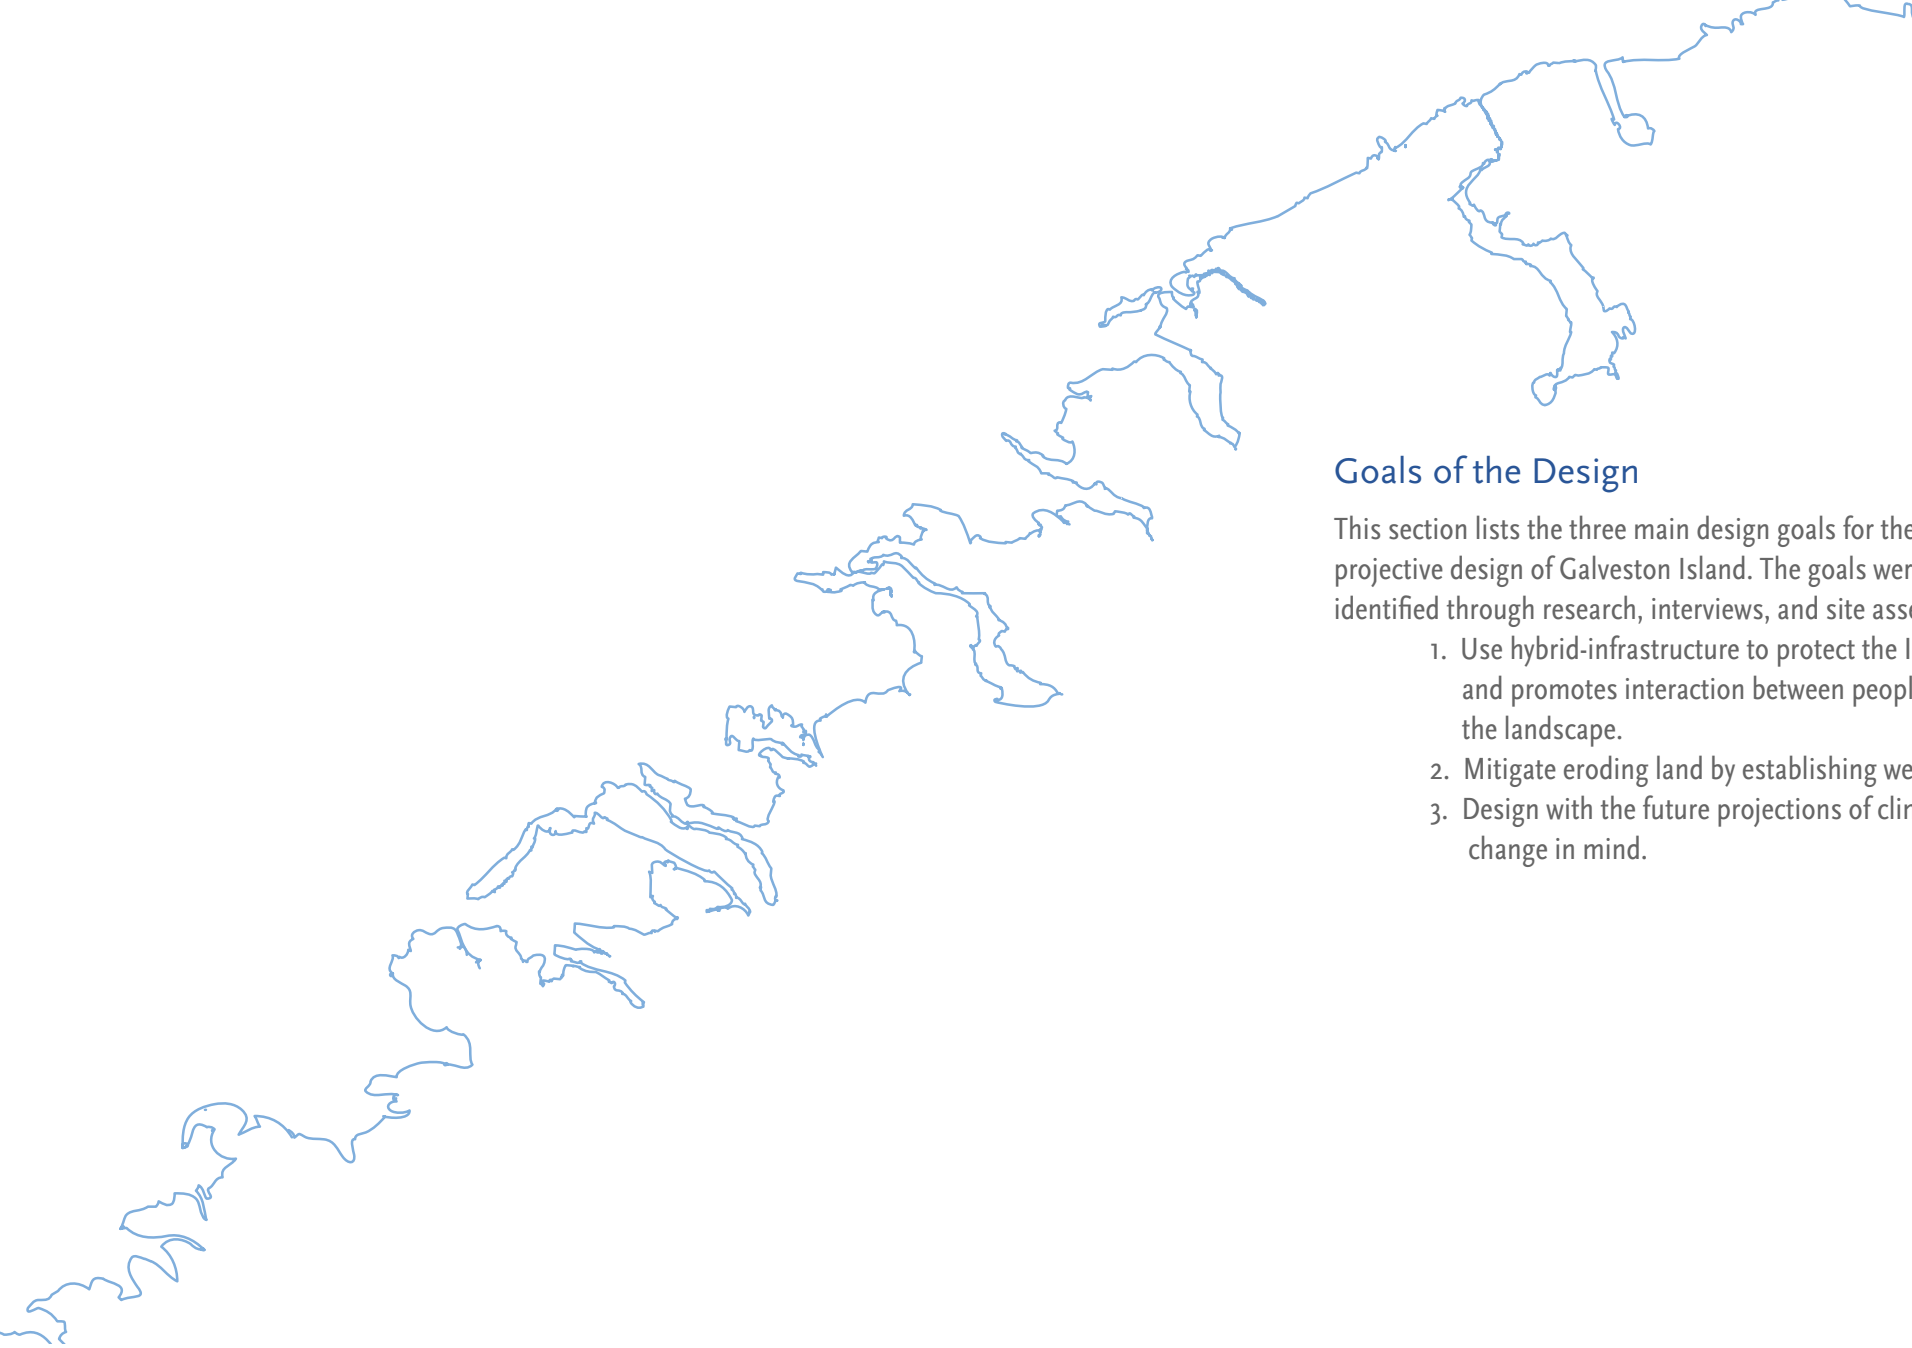 Goals of the Design
This section lists the three main design goals for the
projective design of Galveston Island. The goals wer
identified through research, interviews, and site asse
1. Use hybrid-infrastructure to protect the I
and promotes interaction between peopl
the landscape.
2. Mitigate eroding land by establishing we
3. Design with the future projections of clim
change in mind.